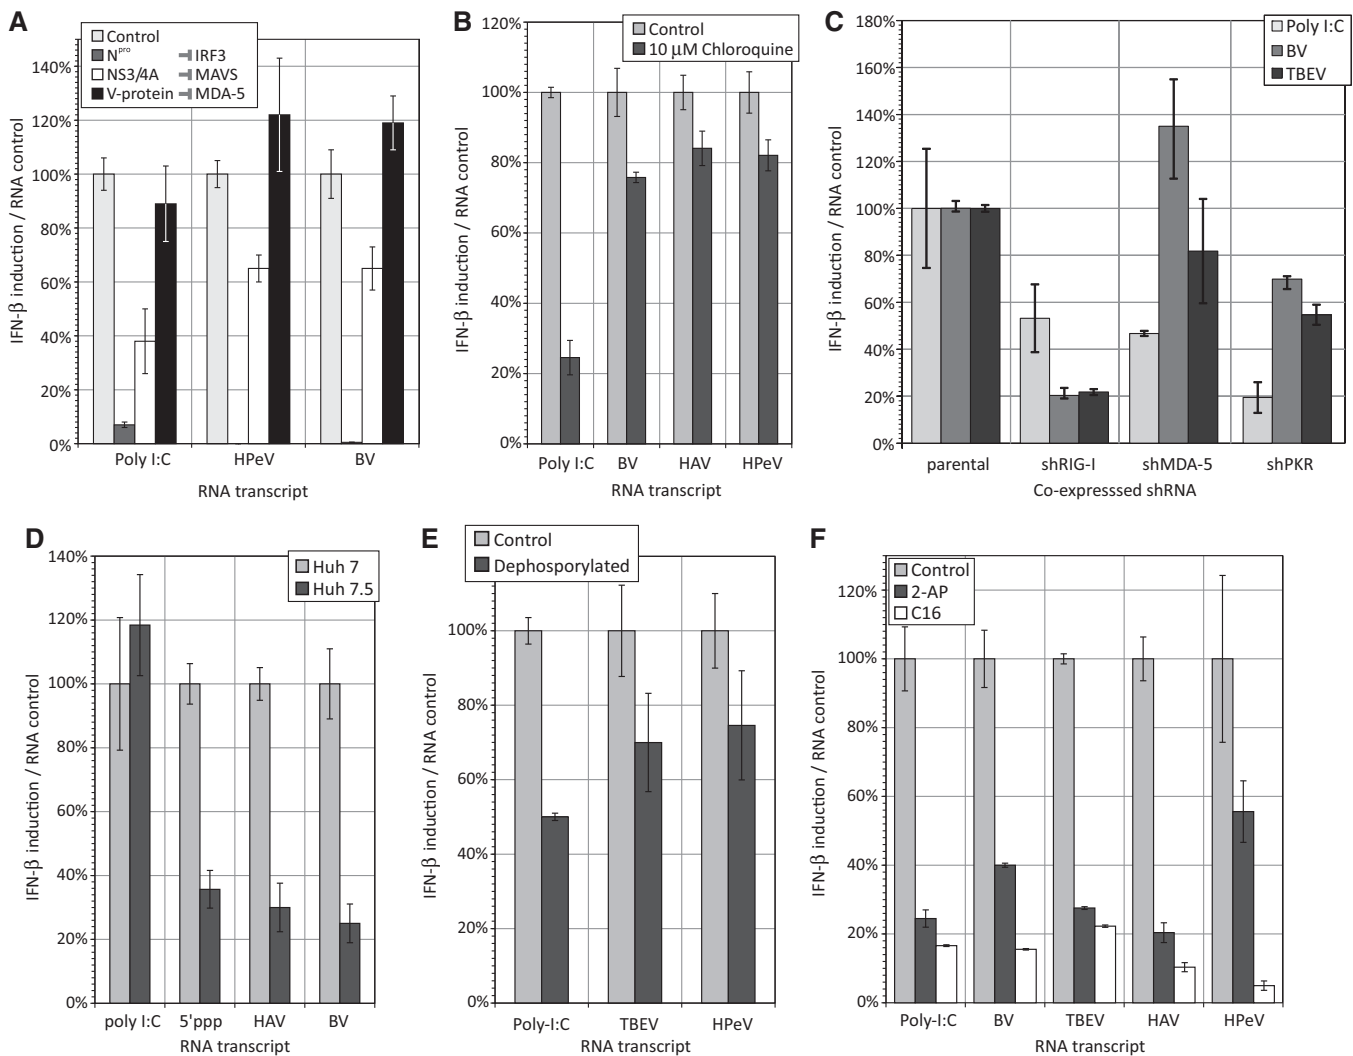 A
Control
Npro IRF3
NS3/4A MAVS
V-protein MDA-5
IFN-β induction / RNA control
140%
120%
100%
80%
60%
40%
20%
0%
Poly I:C HPeV BV
RNA transcript
B
Control
10 µM Chloroquine
IFN-β induction / RNA control
120%
100%
80%
60%
40%
20%
0%
Poly I:C BV HAV HPeV
RNA transcript
C
Poly I:C
BV
TBEV
IFN-β induction / RNA control
180%
160%
140%
120%
100%
80%
60%
40%
20%
0%
parental shRIG-I shMDA-5 shPKR
Co-expresssed shRNA
D
Huh 7
Huh 7.5
IFN-β induction / RNA control
140%
120%
100%
80%
60%
40%
20%
0%
poly I:C 5'ppp HAV BV
RNA transcript
E
Control
Dephosporylated
IFN-β induction / RNA control
100%
80%
60%
40%
20%
0%
Poly-I:C TBEV HPeV
RNA transcript
F
Control
2-AP
C16
IFN-β induction / RNA control
120%
100%
80%
60%
40%
20%
0%
Poly-I:C BV TBEV HAV HPeV
RNA transcript